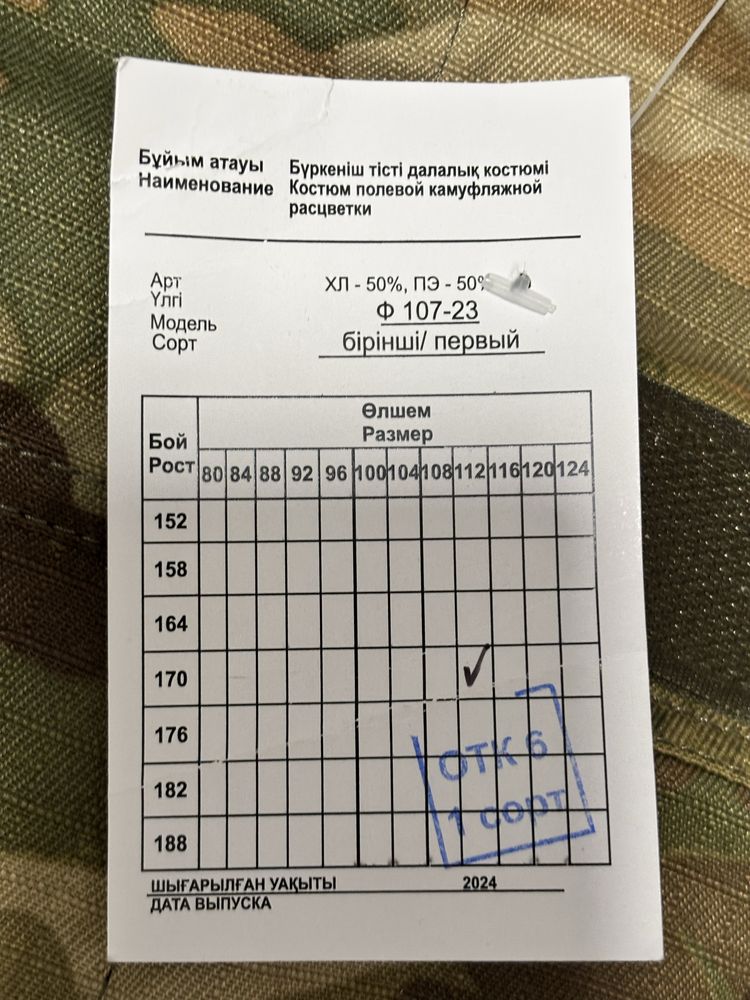 Бұйым атауы Бүркеніш тісті далалық костюмі
Наименование Костюм полевой камуфляжной
расцветки
Арт ХЛ - 50%, ПЭ - 50%
Үлгі
Модель Ф 107-23
Сорт бірінші/ первый
Бой
Рост
Өлшем
Размер
80 84 88 92 96 100 104 108 112 116 120 124
152
158
164
170 ✓
176
182
188
ОТК 6
1 сорт
ШЫҒАРЫЛҒАН УАҚЫТЫ 2024
ДАТА ВЫПУСКА